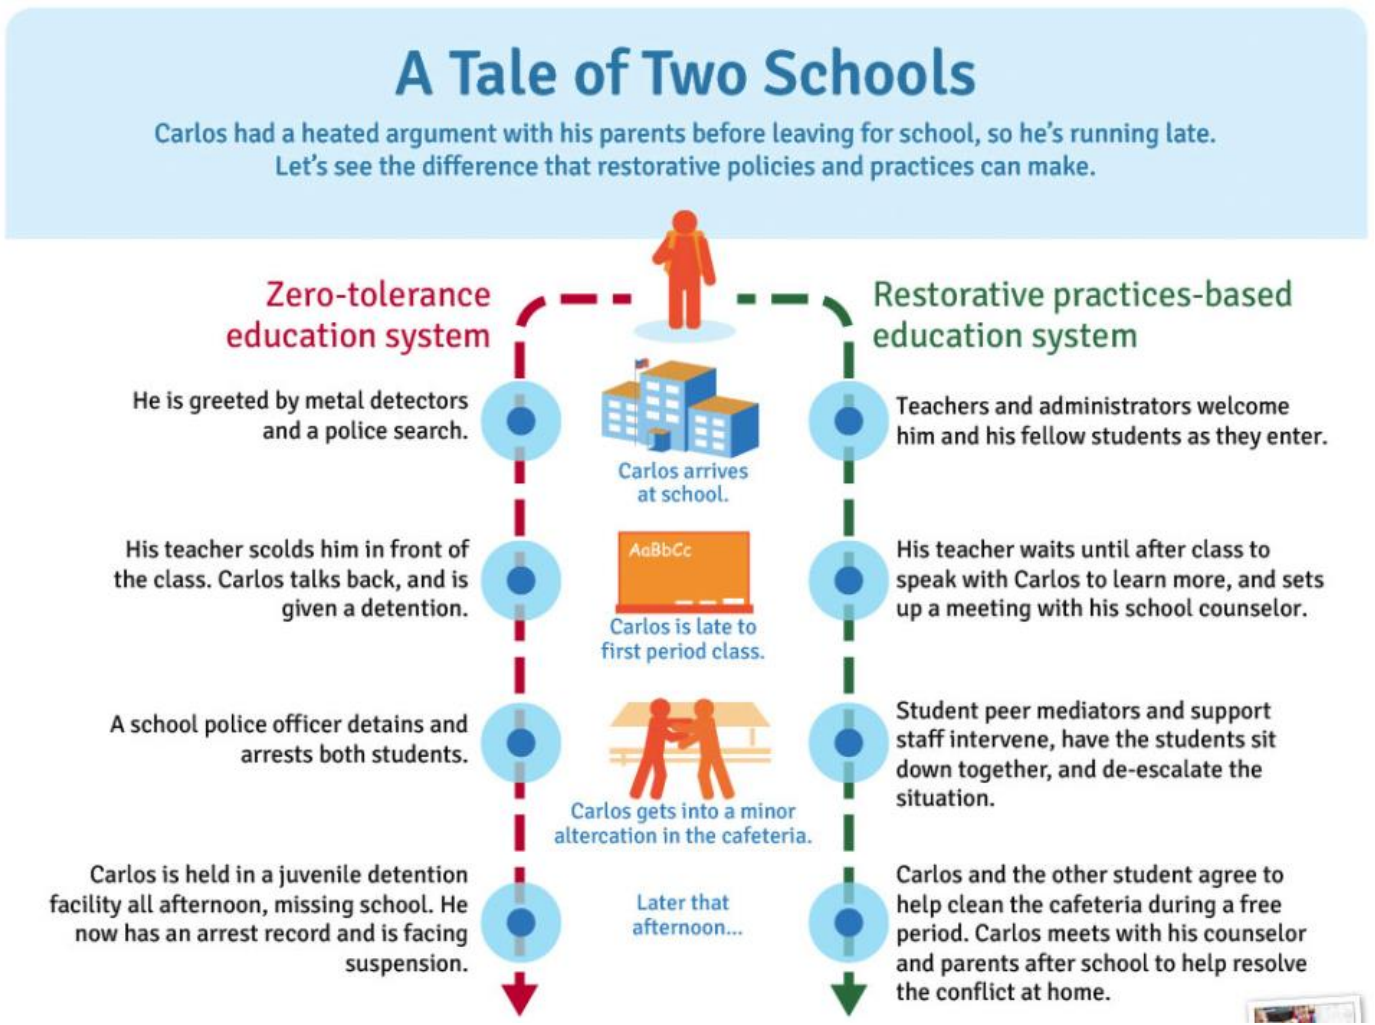 A Tale of Two Schools
Carlos had a heated argument with his parents before leaving for school, so he's running late.
Let's see the difference that restorative policies and practices can make.
Zero-tolerance
education system
Restorative practices-based
education system
He is greeted by metal detectors
and a police search.
Carlos arrives
at school.
Teachers and administrators welcome
him and his fellow students as they enter.
His teacher scolds him in front of
the class. Carlos talks back, and is
given a detention.
AaBbCc
Carlos is late to
first period class.
His teacher waits until after class to
speak with Carlos to learn more, and sets
up a meeting with his school counselor.
A school police officer detains and
arrests both students.
Carlos gets into a minor
altercation in the cafeteria.
Student peer mediators and support
staff intervene, have the students sit
down together, and de-escalate the
situation.
Carlos is held in a juvenile detention
facility all afternoon, missing school. He
now has an arrest record and is facing
suspension.
Later that
afternoon...
Carlos and the other student agree to
help clean the cafeteria during a free
period. Carlos meets with his counselor
and parents after school to help resolve
the conflict at home.